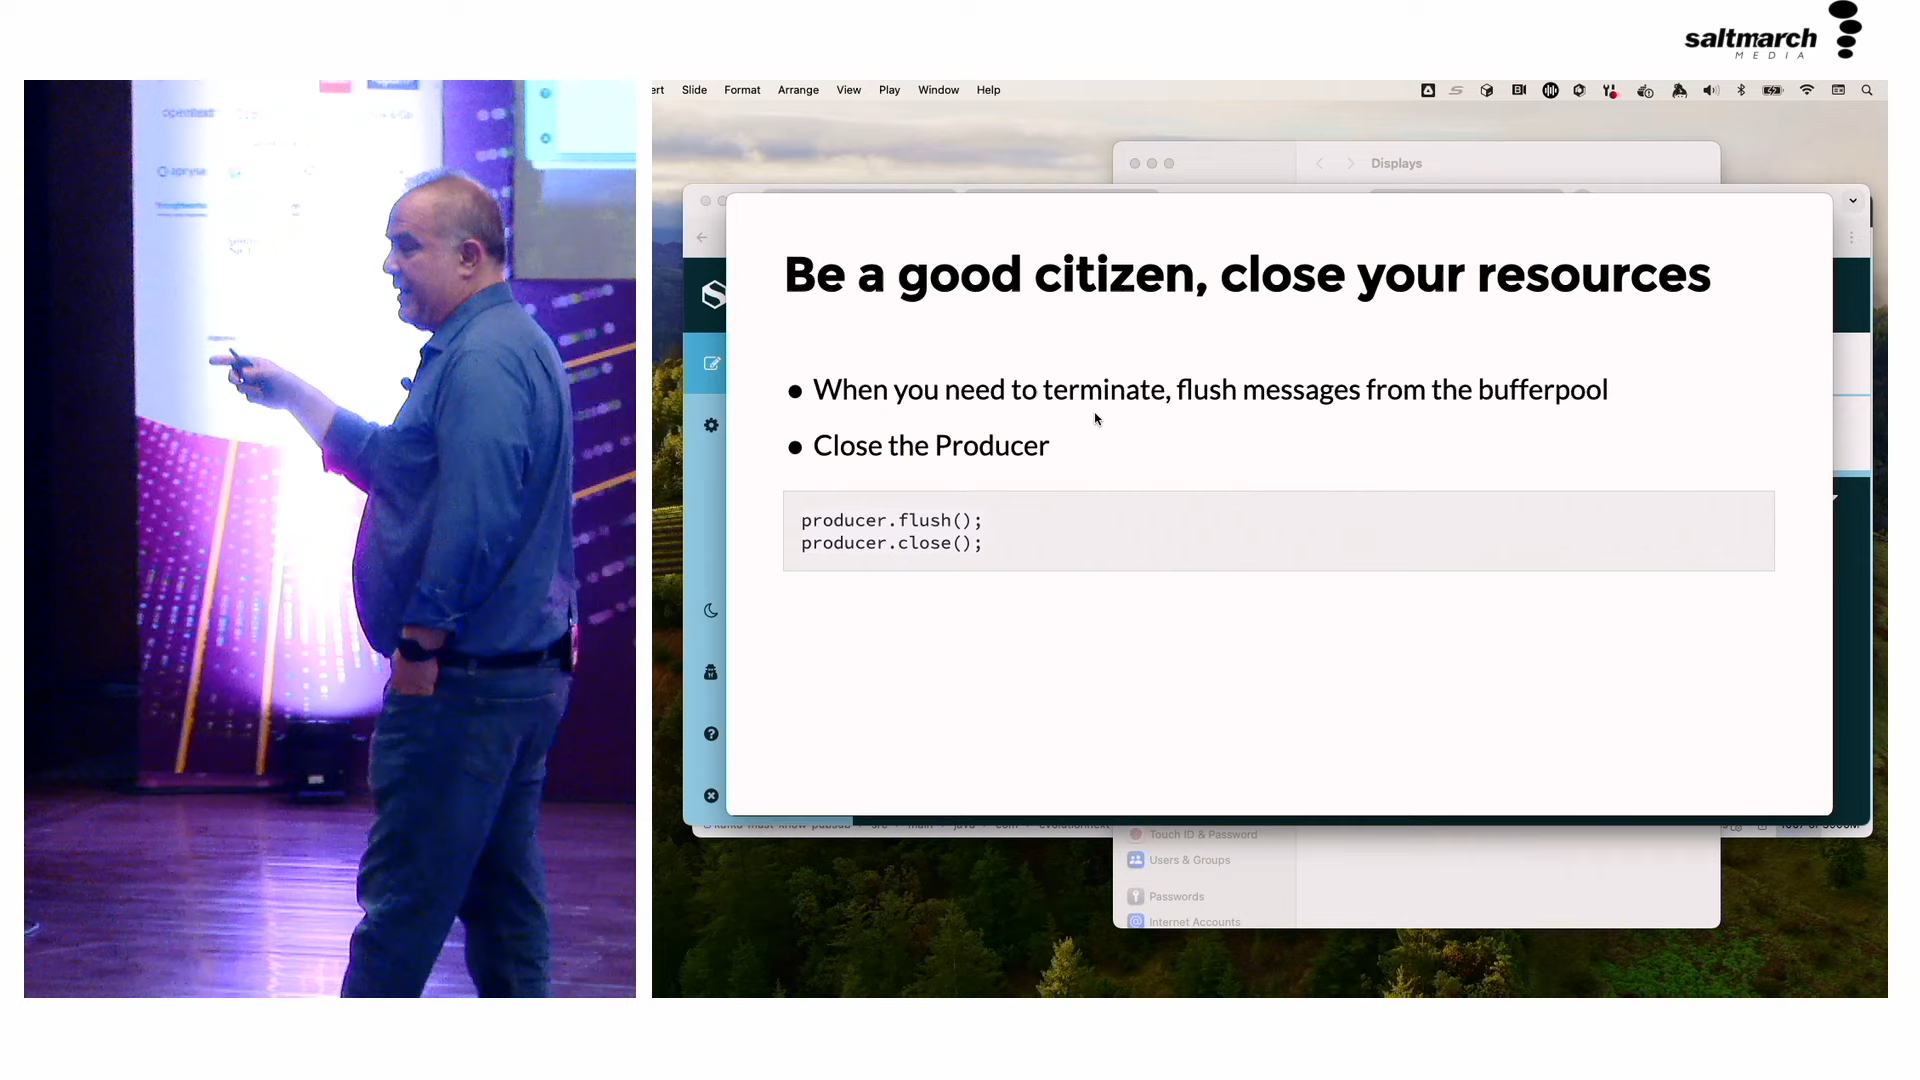 saltmarch
MEDIA
Slide Format Arrange View Play Window Help
Displays
Be a good citizen, close your resources
• When you need to terminate, flush messages from the bufferpool
• Close the Producer
producer.flush();
producer.close();
Touch ID & Password
Users & Groups
Passwords
Internet Accounts